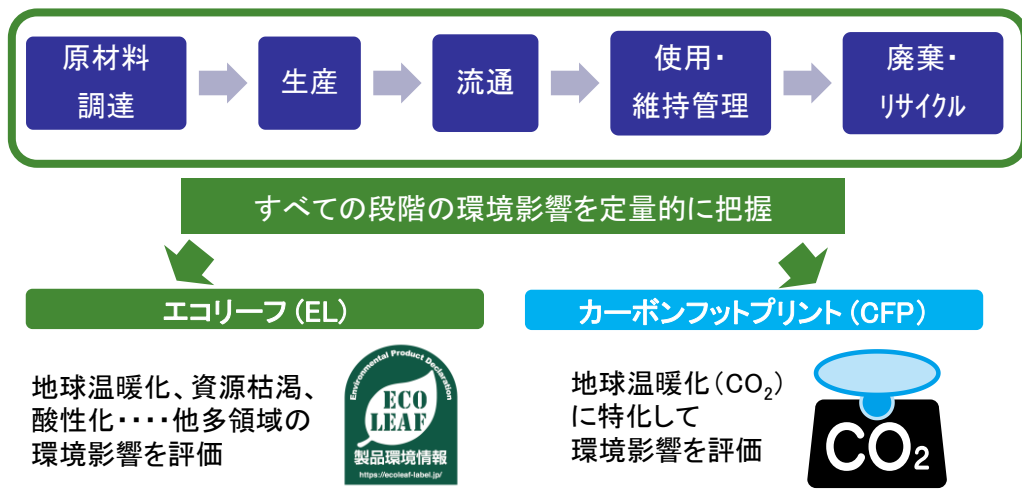 原材料
調達
生産
流通
使用・
維持管理
廃棄・
ﾘｻｲｸﾙ
すべての段階の環境影響を定量的に把握
エコリーフ(EL)
カーボンフットプリント(CFP)
地球温暖化、資源枯渇、
酸性化・・・・他多領域の
環境影響を評価
Environmental Product Declaration
ECO
LEAF
製品環境情報
https://ecoleaf-label.jp/
地球温暖化(CO₂)
に特化して
環境影響を評価
CO₂